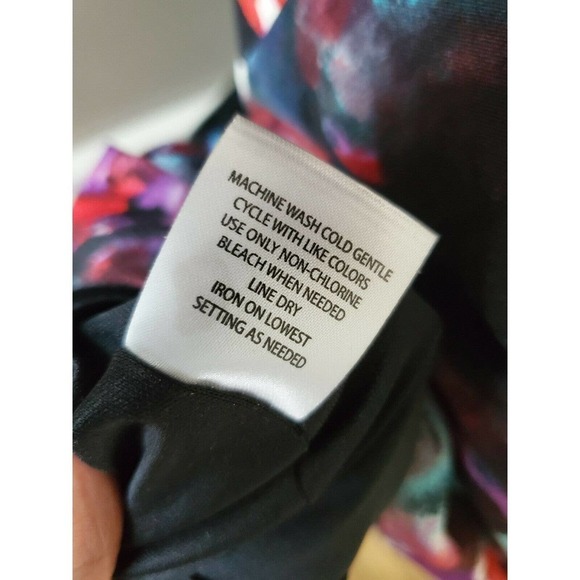 MACHINE WASH COLD GENTLE
CYCLE WITH LIKE COLORS
USE ONLY NON-CHLORINE
BLEACH WHEN NEEDED
LINE DRY
IRON ON LOWEST
SETTING AS NEEDED